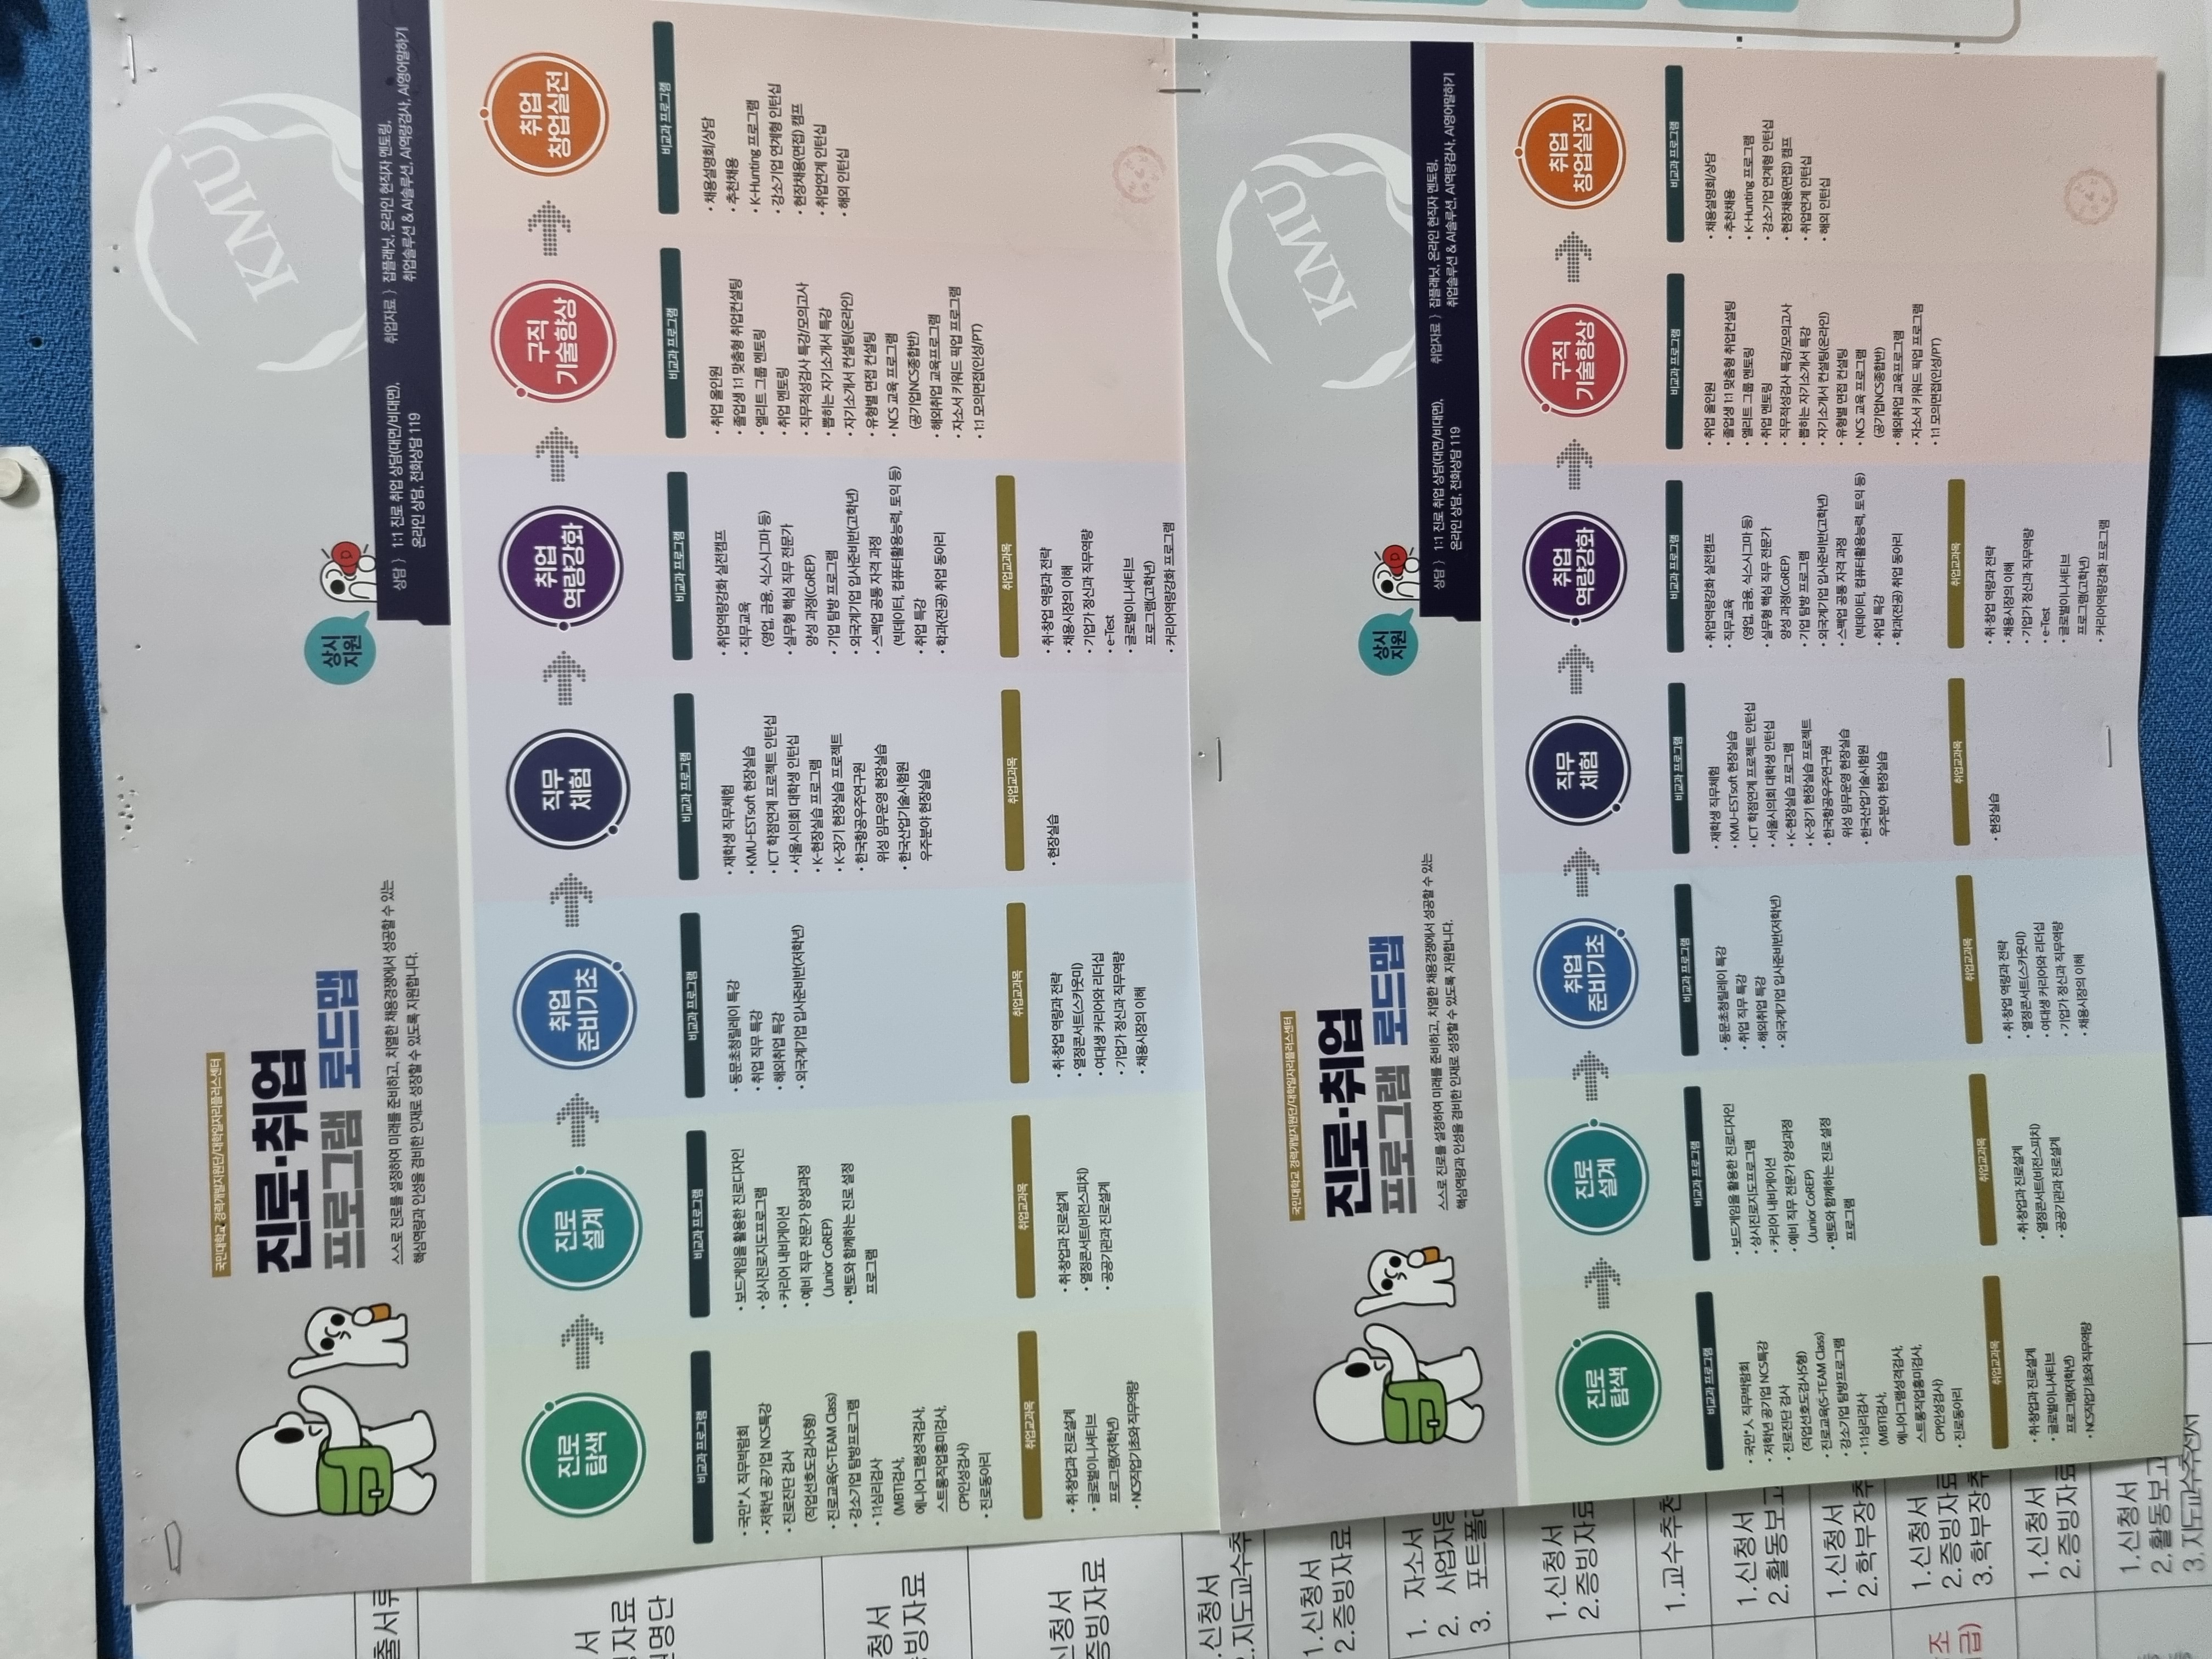 국민대학교 경력개발지원단/대학일자리플러스센터
진로·취업
프로그램 로드맵
스스로 진로를 설정하여 미래를 준비하고, 치열한 채용경쟁에서 성공할 수 있는
핵심역량과 인성을 겸비한 인재로 성장할 수 있도록 지원합니다.
KMU
상시
지원
상담 〉 1:1 진로 취업 상담(대면/비대면),
온라인 상담, 전화상담 119
취업자료 〉 잡플래닛, 온라인 현직자 멘토링,
취업솔루션 & AI솔루션, AI역량검사, AI영어말하기
진로
탐색
비교과 프로그램
• 국민*人 직무박람회
• 저학년 공기업 NCS특강
• 진로진단 검사
(직업선호도검사S형)
• 진로교육(S-TEAM Class)
• 강소기업 탐방프로그램
• 1:1심리검사
(MBTI검사,
에니어그램성격검사,
스트롱직업흥미검사,
CPI인성검사)
• 진로동아리
취업교과목
• 취·창업과 진로설계
• 글로벌이니셔티브
프로그램(저학년)
• NCS직업기초와 직무역량
진로
설계
비교과 프로그램
• 보드게임을 활용한 진로디자인
• 상시진로지도프로그램
• 커리어 내비게이션
• 예비 직무 전문가 양성과정
(Junior CoREP)
• 멘토와 함께하는 진로 설정
프로그램
취업교과목
• 취·창업과 진로설계
• 열정콘서트(비전스피치)
• 공공기관과 진로설계
취업
준비기초
비교과 프로그램
• 동문초청릴레이 특강
• 취업 직무 특강
• 해외취업 특강
• 외국계기업 입사준비반(저학년)
취업교과목
• 취·창업 역량과 전략
• 열정콘서트(스카웃미)
• 여대생 커리어와 리더십
• 기업가 정신과 직무역량
• 채용시장의 이해
직무
체험
비교과 프로그램
• 재학생 직무체험
• KMU-ESTsoft 현장실습
• ICT 학점연계 프로젝트 인턴십
• 서울시의회 대학생 인턴십
• K-현장실습 프로그램
• K-장기 현장실습 프로젝트
• 한국항공우주연구원
위성 임무운영 현장실습
• 한국산업기술시험원
우주분야 현장실습
취업교과목
• 현장실습
취업
역량강화
비교과 프로그램
• 취업역량강화 실전캠프
• 직무교육
(영업, 금융, 식스시그마 등)
• 실무형 핵심 직무 전문가
양성 과정(CoREP)
• 기업 탐방 프로그램
• 외국계기업 입사준비반(고학년)
• 스펙업 공통 자격 과정
(빅데이터, 컴퓨터활용능력, 토익 등)
• 취업 특강
• 학과(전공) 취업 동아리
취업교과목
• 취·창업 역량과 전략
• 채용시장의 이해
• 기업가 정신과 직무역량
• e-Test
• 글로벌이니셔티브
프로그램(고학년)
• 커리어역량강화 프로그램
구직
기술향상
비교과 프로그램
• 취업 올인원
• 졸업생 1:1 맞춤형 취업컨설팅
• 엘리트 그룹 멘토링
• 취업 멘토링
• 직무적성검사 특강/모의고사
• 뽑히는 자기소개서 특강
• 자기소개서 컨설팅(온라인)
• 유형별 면접 컨설팅
• NCS 교육 프로그램
(공기업NCS종합반)
• 해외취업 교육프로그램
• 자소서 키워드 픽업 프로그램
• 1:1 모의면접(인성/PT)
취업
창업실전
비교과 프로그램
• 채용설명회/상담
• 추천채용
• K-Hunting 프로그램
• 강소기업 연계형 인턴십
• 현장채용(면접) 캠프
• 취업연계 인턴십
• 해외 인턴십
국민대학교 경력개발지원단/대학일자리플러스센터
진로·취업
프로그램 로드맵
스스로 진로를 설정하여 미래를 준비하고, 치열한 채용경쟁에서 성공할 수 있는
핵심역량과 인성을 겸비한 인재로 성장할 수 있도록 지원합니다.
KMU
상시
지원
상담 〉 1:1 진로 취업 상담(대면/비대면),
온라인 상담, 전화상담 119
취업자료 〉 잡플래닛, 온라인 현직자 멘토링,
취업솔루션 & AI솔루션, AI역량검사, AI영어말하기
진로
탐색
비교과 프로그램
• 국민*人 직무박람회
• 저학년 공기업 NCS특강
• 진로진단 검사
(직업선호도검사S형)
• 진로교육(S-TEAM Class)
• 강소기업 탐방프로그램
• 1:1심리검사
(MBTI검사,
에니어그램성격검사,
스트롱직업흥미검사,
CPI인성검사)
• 진로동아리
취업교과목
• 취·창업과 진로설계
• 글로벌이니셔티브
프로그램(저학년)
• NCS직업기초와 직무역량
진로
설계
비교과 프로그램
• 보드게임을 활용한 진로디자인
• 상시진로지도프로그램
• 커리어 내비게이션
• 예비 직무 전문가 양성과정
(Junior CoREP)
• 멘토와 함께하는 진로 설정
프로그램
취업교과목
• 취·창업과 진로설계
• 열정콘서트(비전스피치)
• 공공기관과 진로설계
취업
준비기초
비교과 프로그램
• 동문초청릴레이 특강
• 취업 직무 특강
• 해외취업 특강
• 외국계기업 입사준비반(저학년)
취업교과목
• 취·창업 역량과 전략
• 열정콘서트(스카웃미)
• 여대생 커리어와 리더십
• 기업가 정신과 직무역량
• 채용시장의 이해
직무
체험
비교과 프로그램
• 재학생 직무체험
• KMU-ESTsoft 현장실습
• ICT 학점연계 프로젝트 인턴십
• 서울시의회 대학생 인턴십
• K-현장실습 프로그램
• K-장기 현장실습 프로젝트
• 한국항공우주연구원
위성 임무운영 현장실습
• 한국산업기술시험원
우주분야 현장실습
취업교과목
• 현장실습
취업
역량강화
비교과 프로그램
• 취업역량강화 실전캠프
• 직무교육
(영업, 금융, 식스시그마 등)
• 실무형 핵심 직무 전문가
양성 과정(CoREP)
• 기업 탐방 프로그램
• 외국계기업 입사준비반(고학년)
• 스펙업 공통 자격 과정
(빅데이터, 컴퓨터활용능력, 토익 등)
• 취업 특강
• 학과(전공) 취업 동아리
취업교과목
• 취·창업 역량과 전략
• 채용시장의 이해
• 기업가 정신과 직무역량
• e-Test
• 글로벌이니셔티브
프로그램(고학년)
• 커리어역량강화 프로그램
구직
기술향상
비교과 프로그램
• 취업 올인원
• 졸업생 1:1 맞춤형 취업컨설팅
• 엘리트 그룹 멘토링
• 취업 멘토링
• 직무적성검사 특강/모의고사
• 뽑히는 자기소개서 특강
• 자기소개서 컨설팅(온라인)
• 유형별 면접 컨설팅
• NCS 교육 프로그램
(공기업NCS종합반)
• 해외취업 교육프로그램
• 자소서 키워드 픽업 프로그램
• 1:1 모의면접(인성/PT)
취업
창업실전
비교과 프로그램
• 채용설명회/상담
• 추천채용
• K-Hunting 프로그램
• 강소기업 연계형 인턴십
• 현장채용(면접) 캠프
• 취업연계 인턴십
• 해외 인턴십
출서류
서
자료
명단
청서
빙자료
신청서
증빙자료
.신청서
.지도교수추
1.신청서
2.증빙자료
1. 자소서
2. 사업자등
3. 포트폴
1.신청서
2.증빙자료
1.교수추천
1.신청서
2.활동보고
1.신청서
2.학부장추
조
급)
1.신청서
2.증빙자료
3.학부장추
1.신청서
2.증빙자료
1.신청서
2.활동보고
3.지도교수추천서